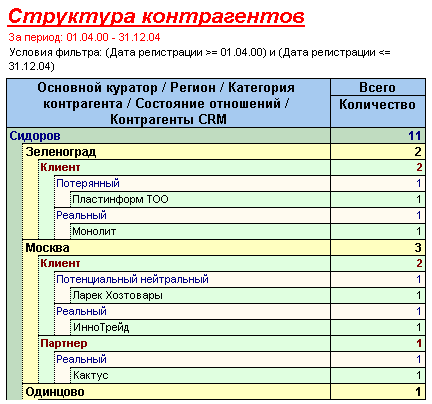 Структура контрагентов
За период: 01.04.00 - 31.12.04
Условия фильтра: (Дата регистрации >= 01.04.00) и (Дата регистрации <=
31.12.04)
Основной куратор / Регион / Категория Всего
контрагента / Состояние отношений / Количество
Контрагенты CRM
Сидоров 11
Зеленоград 2
Клиент 2
Потерянный 1
Пластинформ ТОО 1
Реальный 1
Монолит 1
Москва 3
Клиент 2
Потенциальный нейтральный 1
Ларек Хозтовары 1
Реальный 1
ИнноТрейд 1
Партнер 1
Реальный 1
Кактус 1
Одинцово 1